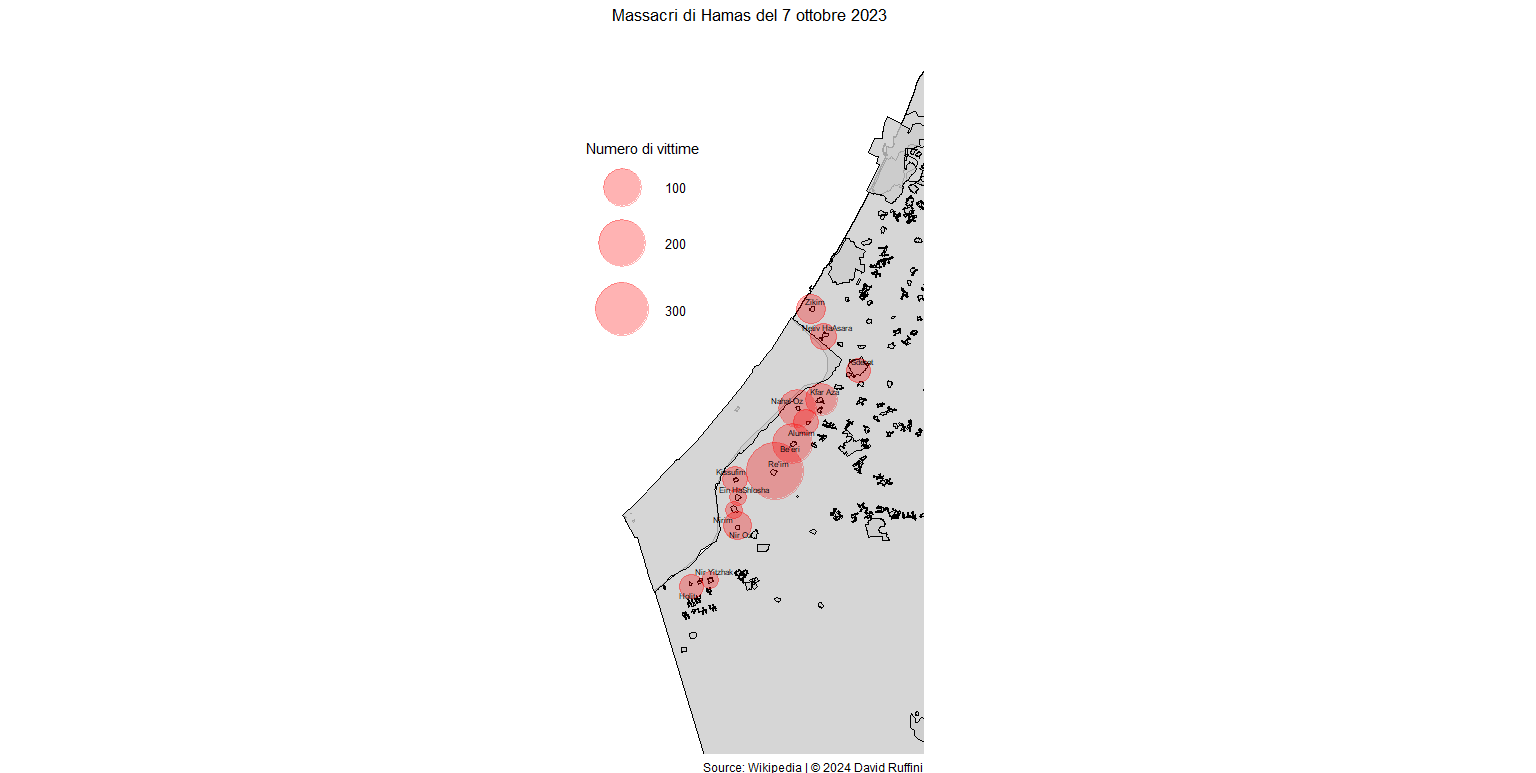 Massacri di Hamas del 7 ottobre 2023
Numero di vittime
100
200
300
Zikim
Netiv HaAsara
Sderot
Kfar Aza
Nahal Oz
Alumim
Be'eri
Re'im
Kissufim
Ein HaShlosha
Nirim
Nir Oz
Nir Yitzhak
Holit
Source: Wikipedia | © 2024 David Ruffini